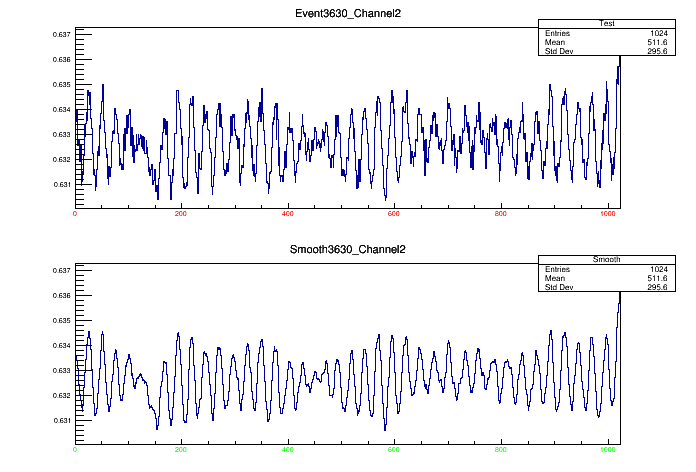 Event3630_Channel2
Test
Entries 1024
Mean 511.6
Std Dev 295.6
0.637
0.636
0.635
0.634
0.633
0.632
0.631
0 200 400 600 800 1000
Smooth3630_Channel2
Smooth
Entries 1024
Mean 511.6
Std Dev 295.6
0.637
0.636
0.635
0.634
0.633
0.632
0.631
0 200 400 600 800 1000